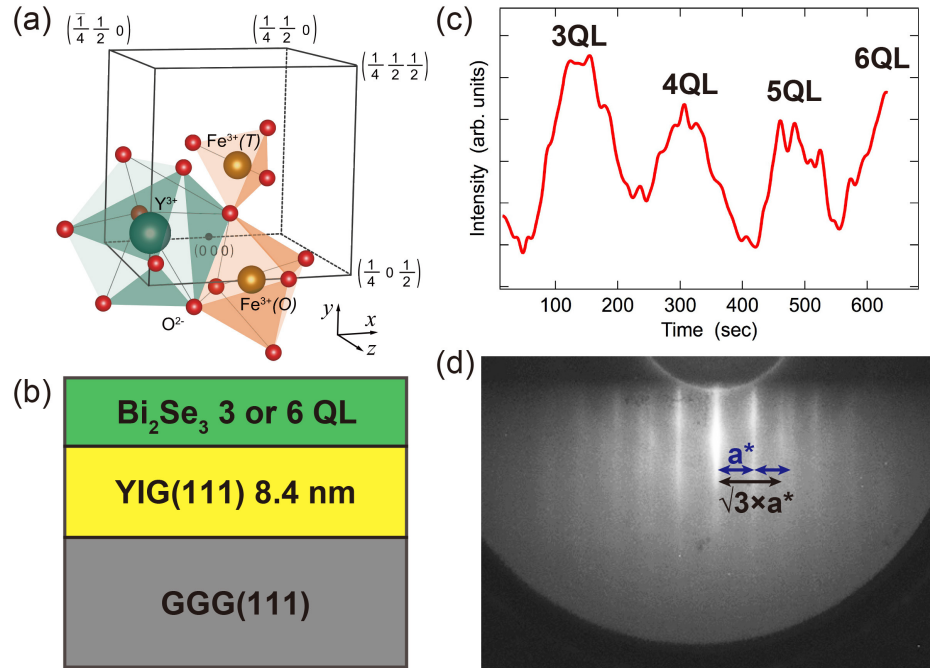 (a)
(1̄/4 1/2 0)
(1/4 1/2 0)
(1/4 1/2 1/2)
Fe³⁺(T)
Y³⁺
(0 0 0)
(1/4 0 1/2)
Fe³⁺(O)
O²⁻
y
x
z
(b)
Bi₂Se₃ 3 or 6 QL
YIG(111) 8.4 nm
GGG(111)
(c)
3QL
4QL
5QL
6QL
Intensity (arb. units)
100 200 300 400 500 600
Time (sec)
(d)
a*
√3×a*